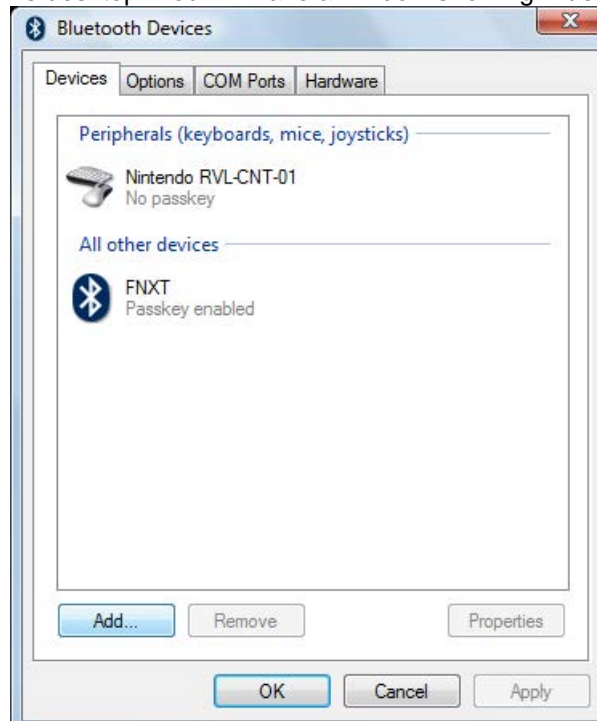 Bluetooth Devices
Devices Options COM Ports Hardware
Peripherals (keyboards, mice, joysticks)
Nintendo RVL-CNT-01
No passkey
All other devices
FNXT
Passkey enabled
Add... Remove Properties
OK Cancel Apply